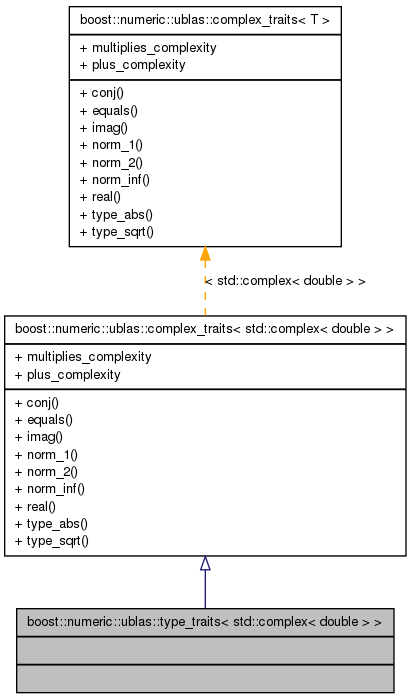 boost::numeric::ublas::complex_traits< T >
+ multiplies_complexity
+ plus_complexity
+ conj()
+ equals()
+ imag()
+ norm_1()
+ norm_2()
+ norm_inf()
+ real()
+ type_abs()
+ type_sqrt()
< std::complex< double > >
boost::numeric::ublas::complex_traits< std::complex< double > >
+ multiplies_complexity
+ plus_complexity
+ conj()
+ equals()
+ imag()
+ norm_1()
+ norm_2()
+ norm_inf()
+ real()
+ type_abs()
+ type_sqrt()
boost::numeric::ublas::type_traits< std::complex< double > >